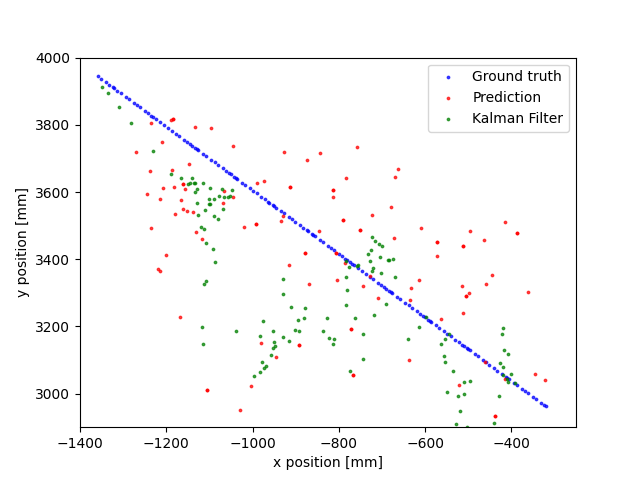 4000
3800
3600
3400
3200
3000
y position [mm]
Ground truth
Prediction
Kalman Filter
−1400 −1200 −1000 −800 −600 −400
x position [mm]